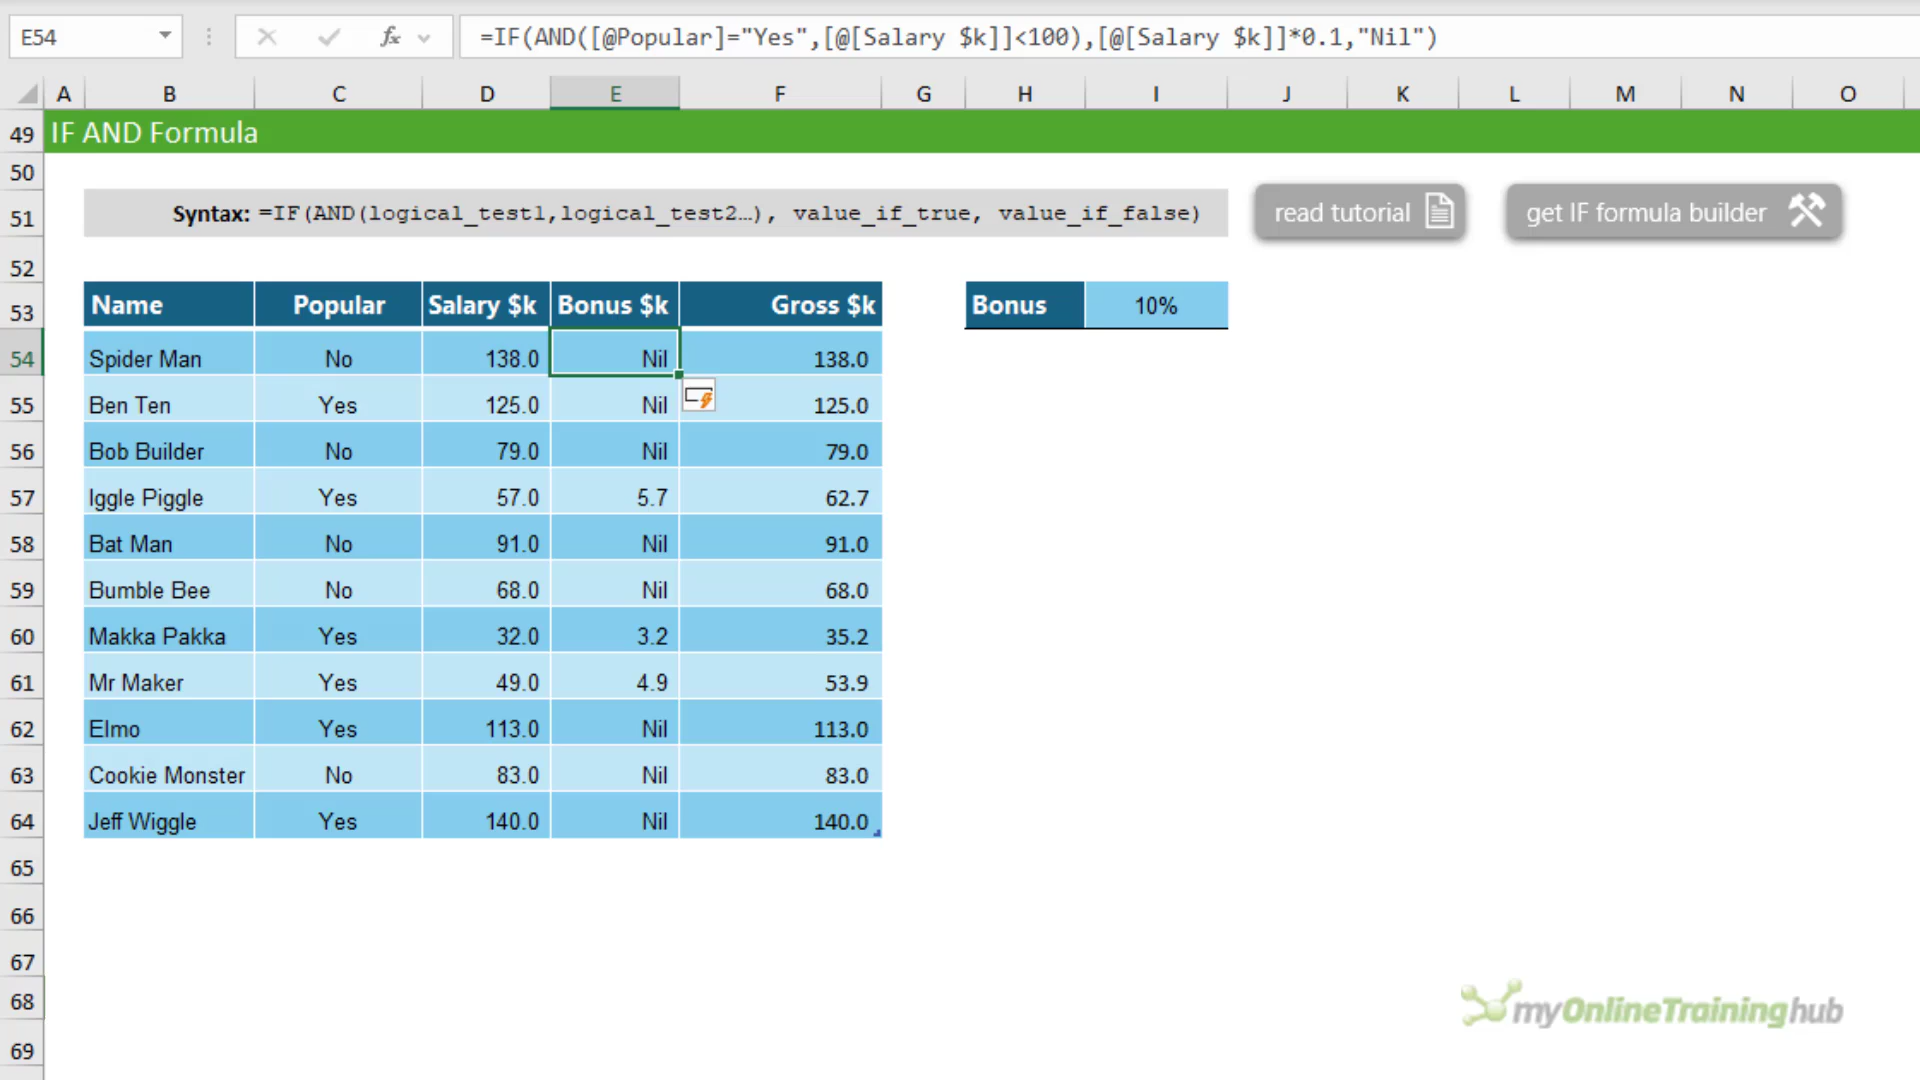 E54
fx
=IF(AND([@Popular]="Yes",[@[Salary $k]]<100),[@[Salary $k]]*0.1,"Nil")
A B C D E F G H I J K L M N O
49 IF AND Formula
50
51 Syntax: =IF(AND(logical_test1,logical_test2…), value_if_true, value_if_false) read tutorial get IF formula builder
52
53 Name Popular Salary $k Bonus $k Gross $k Bonus 10%
54 Spider Man No 138.0 Nil 138.0
55 Ben Ten Yes 125.0 Nil 125.0
56 Bob Builder No 79.0 Nil 79.0
57 Iggle Piggle Yes 57.0 5.7 62.7
58 Bat Man No 91.0 Nil 91.0
59 Bumble Bee No 68.0 Nil 68.0
60 Makka Pakka Yes 32.0 3.2 35.2
61 Mr Maker Yes 49.0 4.9 53.9
62 Elmo Yes 113.0 Nil 113.0
63 Cookie Monster No 83.0 Nil 83.0
64 Jeff Wiggle Yes 140.0 Nil 140.0
65
66
67
68
myOnlineTraininghub
69